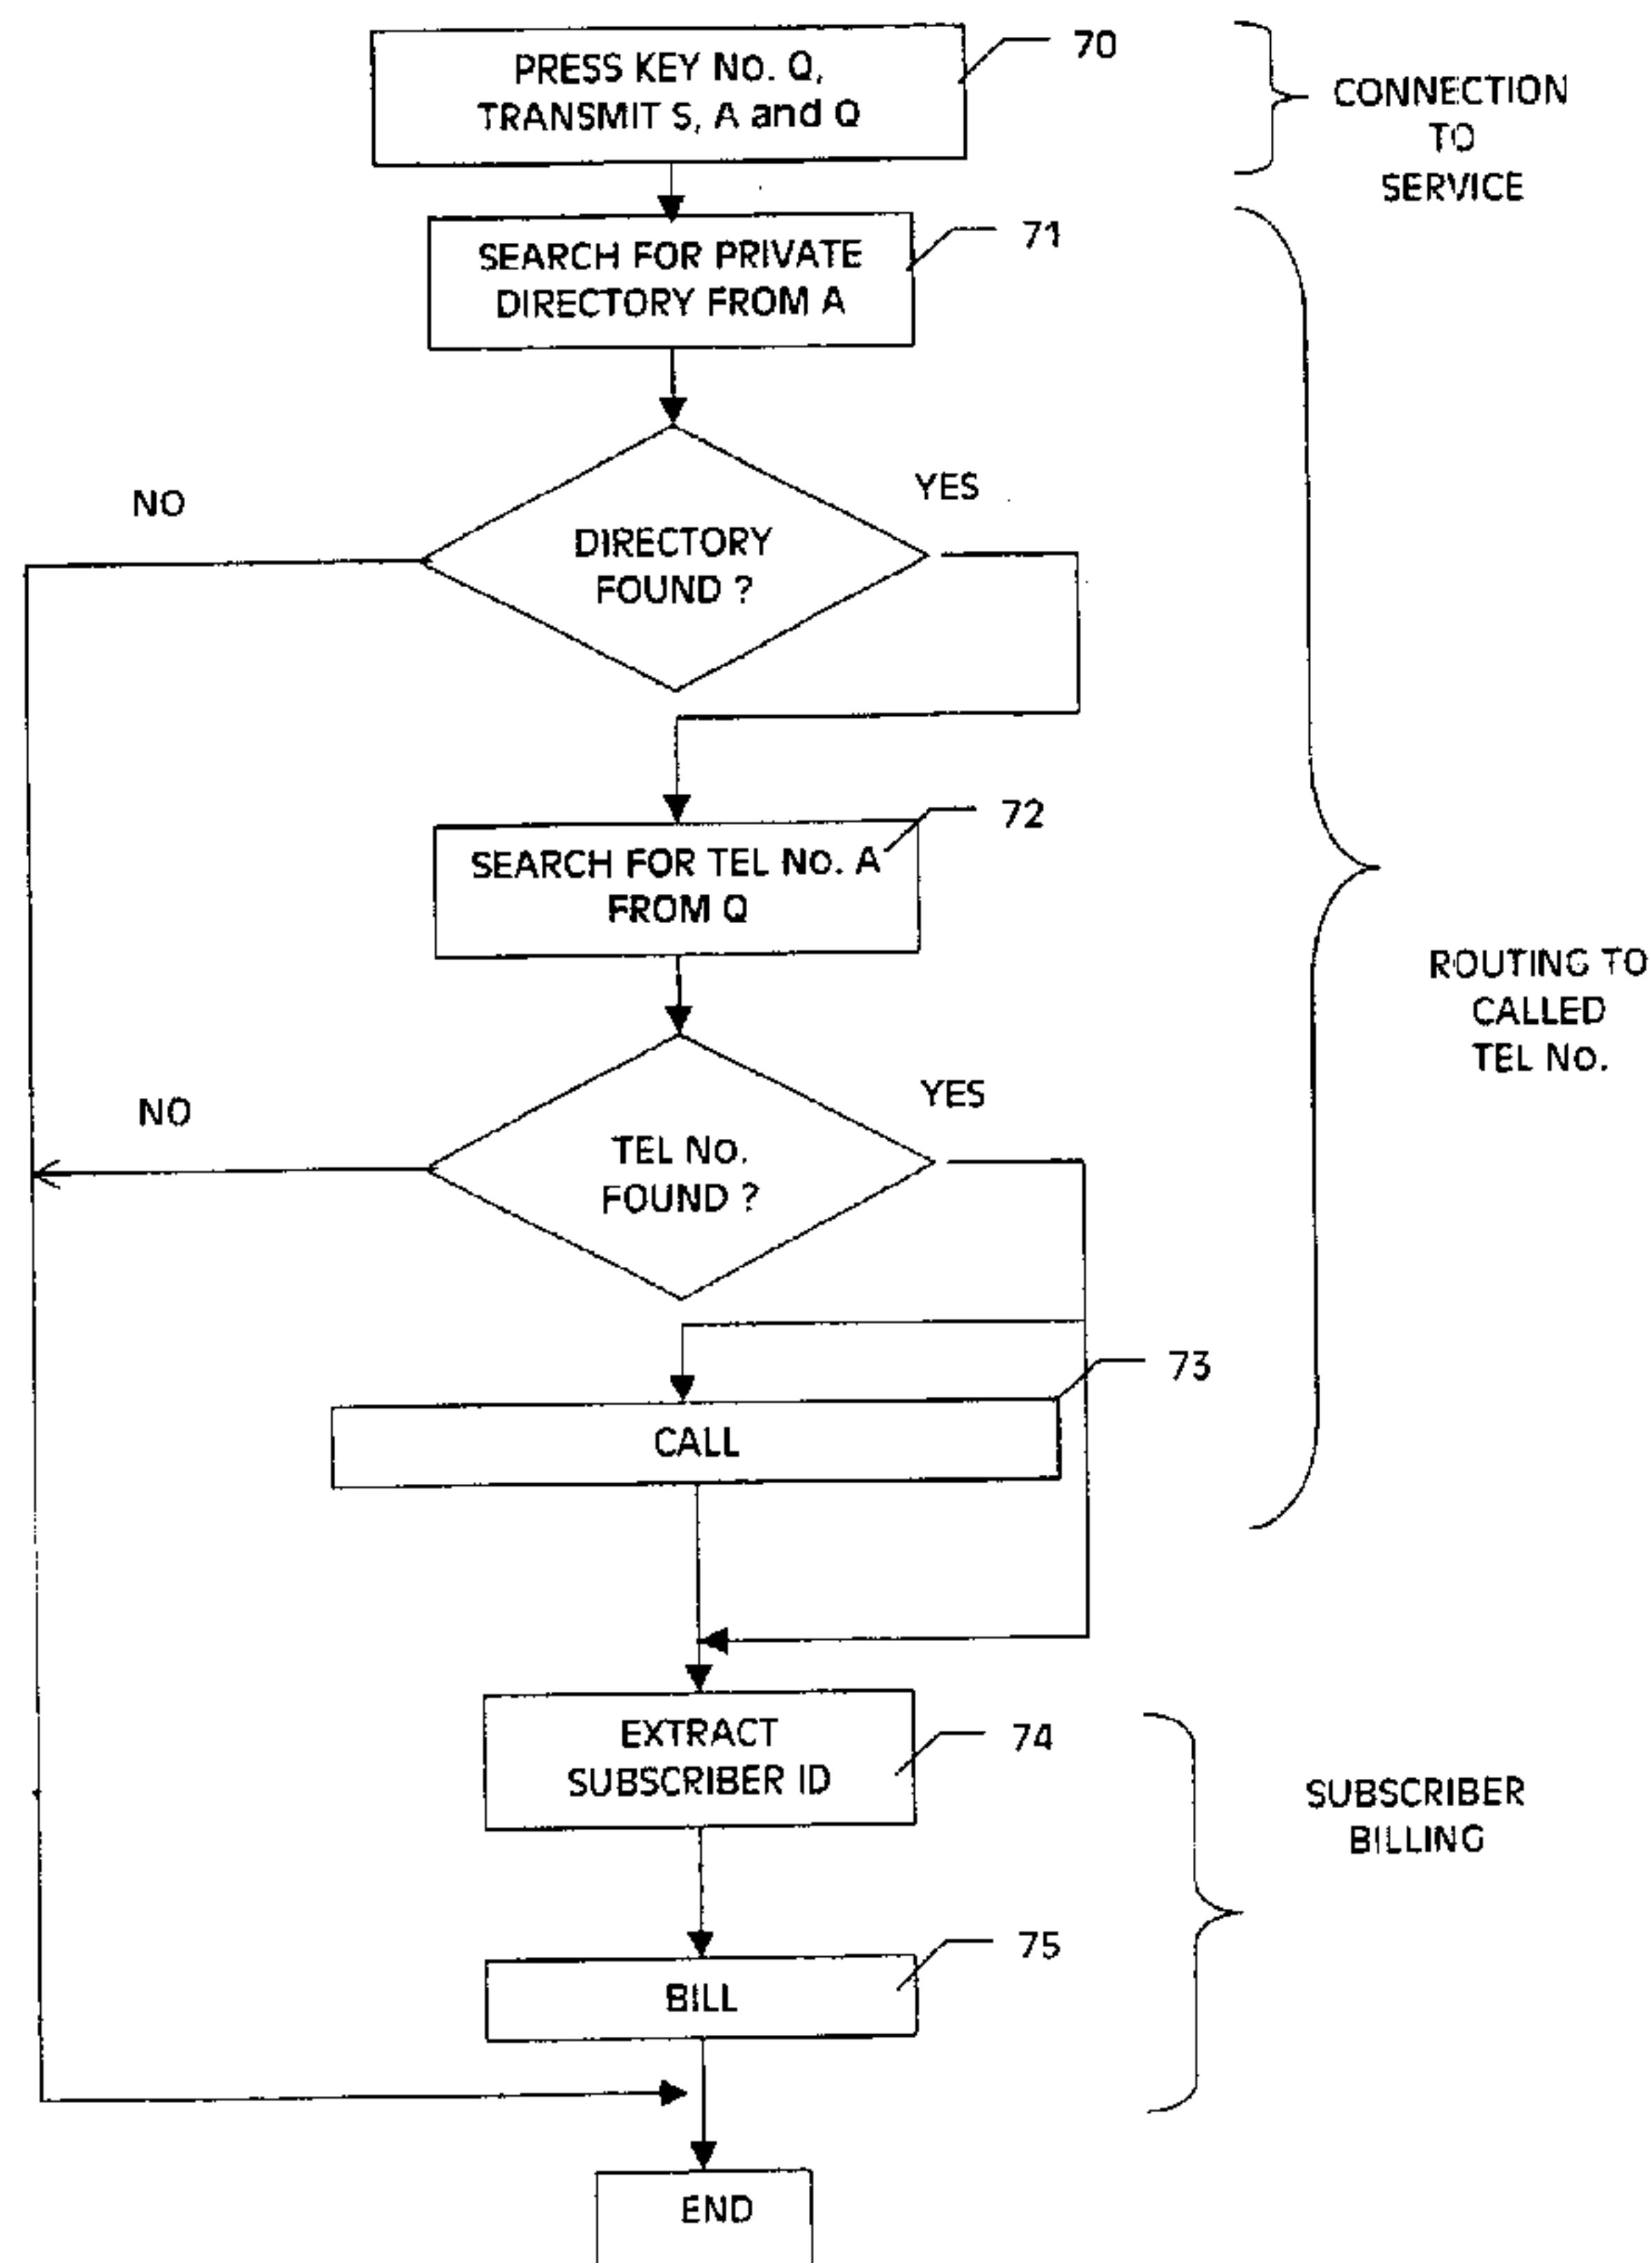 PRESS KEY No. Q,
TRANSMIT S, A and Q
70
CONNECTION
TO
SERVICE
SEARCH FOR PRIVATE
DIRECTORY FROM A
71
NO
YES
DIRECTORY
FOUND ?
72
SEARCH FOR TEL No. A
FROM Q
ROUTING TO
CALLED
TEL No.
NO
YES
TEL No.
FOUND ?
73
CALL
EXTRACT
SUBSCRIBER ID
74
SUBSCRIBER
BILLING
75
BILL
END